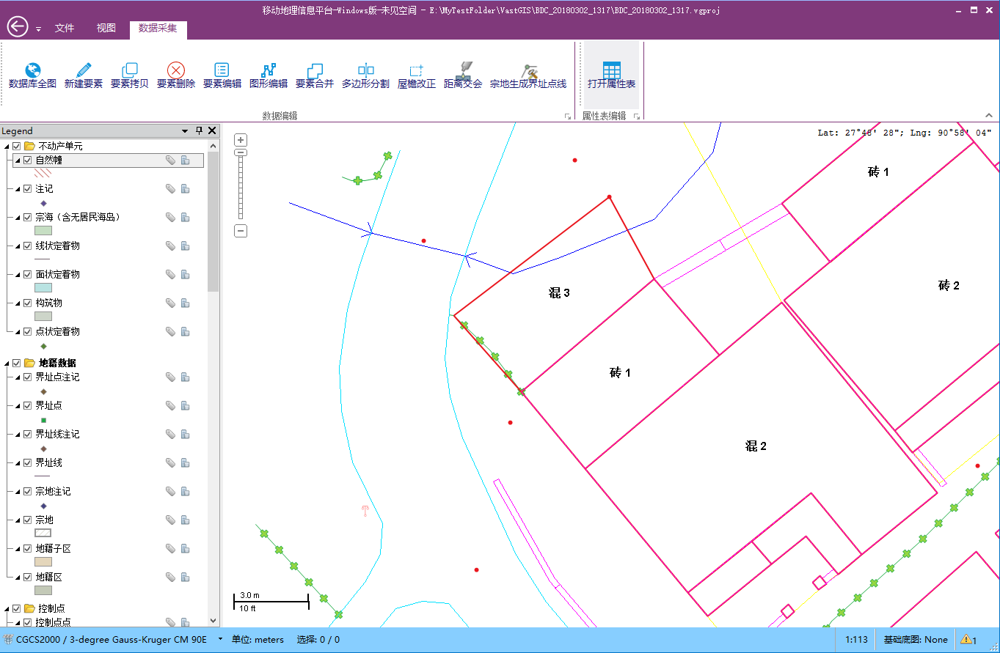 移动地理信息平台-Windows版-未见空间 - E:\MyTestFolder\VastGIS\BDC_20180302_1317\BDC_20180302_1317.vgproj
文件 视图 数据采集
数据库全图 新建要素 要素拷贝 要素删除 要素编辑 图形编辑 要素合并 多边形分割 屋檐改正 距离交会 宗地生成界址点线 打开属性表
数据编辑 属性表编辑
Legend
不动产单元
自然幢
注记
宗海（含无居民海岛）
线状定着物
面状定着物
构筑物
点状定着物
地籍数据
界址点注记
界址点
界址线注记
界址线
宗地注记
宗地
地籍子区
地籍区
控制点
控制点点
Lat: 27°48' 28"; Lng: 90°58' 04"
砖 1
砖 2
混 3
砖 1
混 2
3.0 m
10 ft
CGCS2000 / 3-degree Gauss-Kruger CM 90E 单位: meters 选择: 0 / 0 1:113 基础底图: None 1